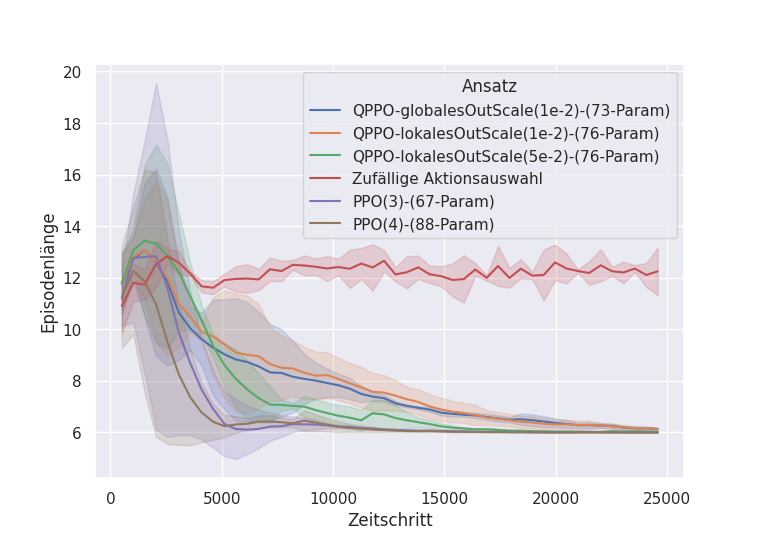 Ansatz
QPPO-globalesOutScale(1e-2)-(73-Param)
QPPO-lokalesOutScale(1e-2)-(76-Param)
QPPO-lokalesOutScale(5e-2)-(76-Param)
Zufällige Aktionsauswahl
PPO(3)-(67-Param)
PPO(4)-(88-Param)
Episodenlänge
20
18
16
14
12
10
8
6
0 5000 10000 15000 20000 25000
Zeitschritt